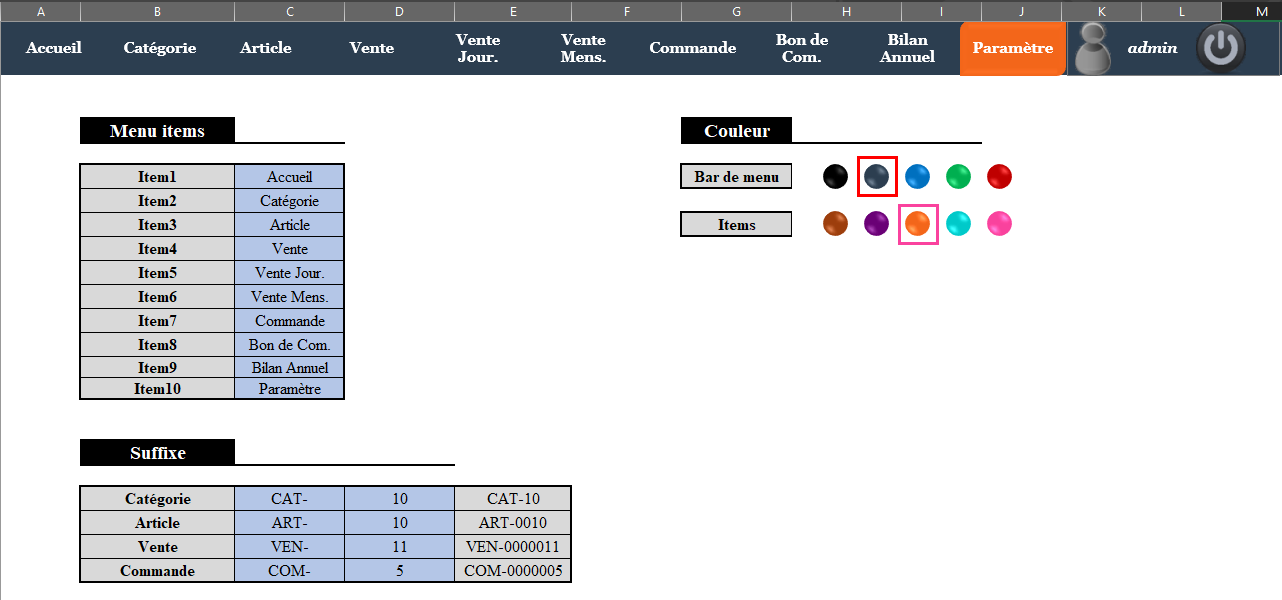 A B C D E F G H I J K L M
Accueil Catégorie Article Vente Vente Jour. Vente Mens. Commande Bon de Com. Bilan Annuel Paramètre admin
Menu items Couleur
Item1 Accueil Bar de menu
Item2 Catégorie
Item3 Article Items
Item4 Vente
Item5 Vente Jour.
Item6 Vente Mens.
Item7 Commande
Item8 Bon de Com.
Item9 Bilan Annuel
Item10 Paramètre
Suffixe
Catégorie CAT- 10 CAT-10
Article ART- 10 ART-0010
Vente VEN- 11 VEN-0000011
Commande COM- 5 COM-0000005